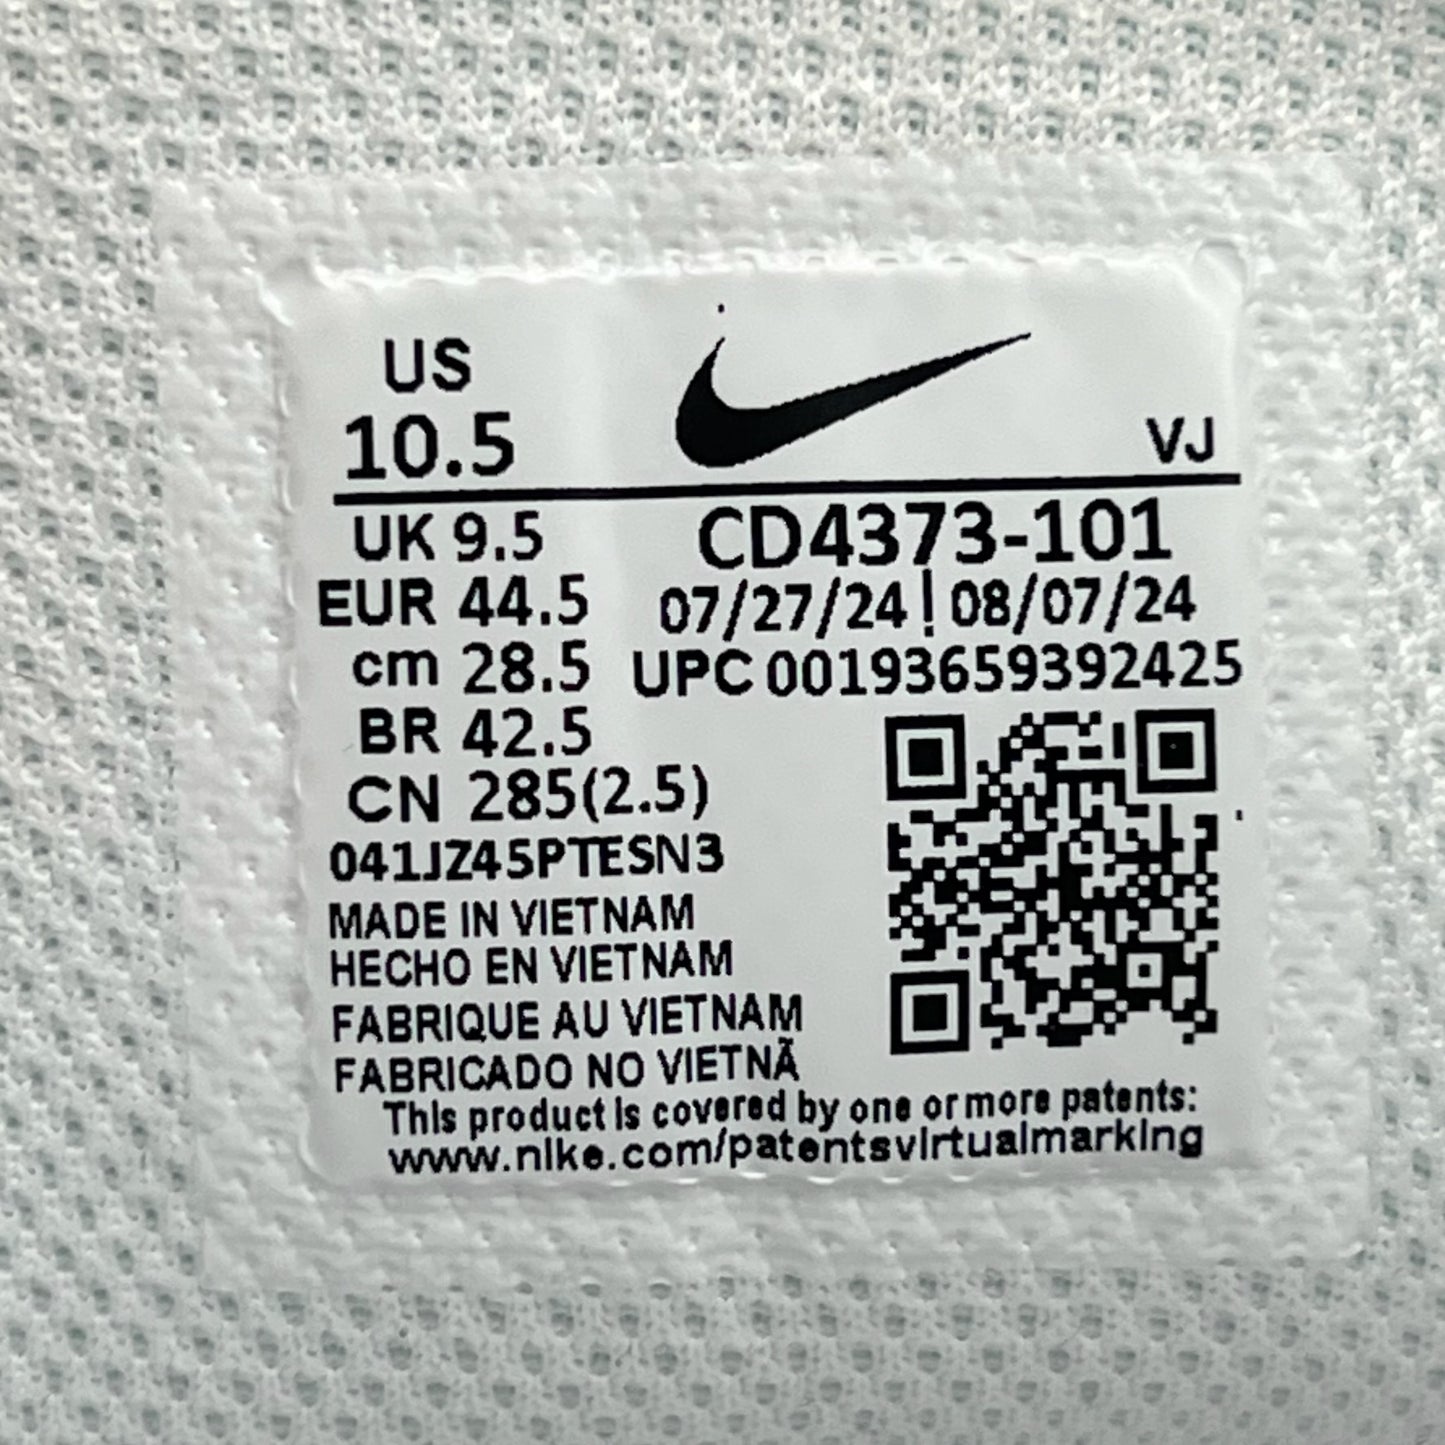 US
10.5
VJ
UK 9.5
CD4373-101
EUR 44.5
07/27/24 | 08/07/24
cm 28.5
UPC 00193659392425
BR 42.5
CN 285(2.5)
041JZ45PTESN3
MADE IN VIETNAM
HECHO EN VIETNAM
FABRIQUE AU VIETNAM
FABRICADO NO VIETNÃ
This product is covered by one or more patents:
www.nike.com/patentsvirtualmarking